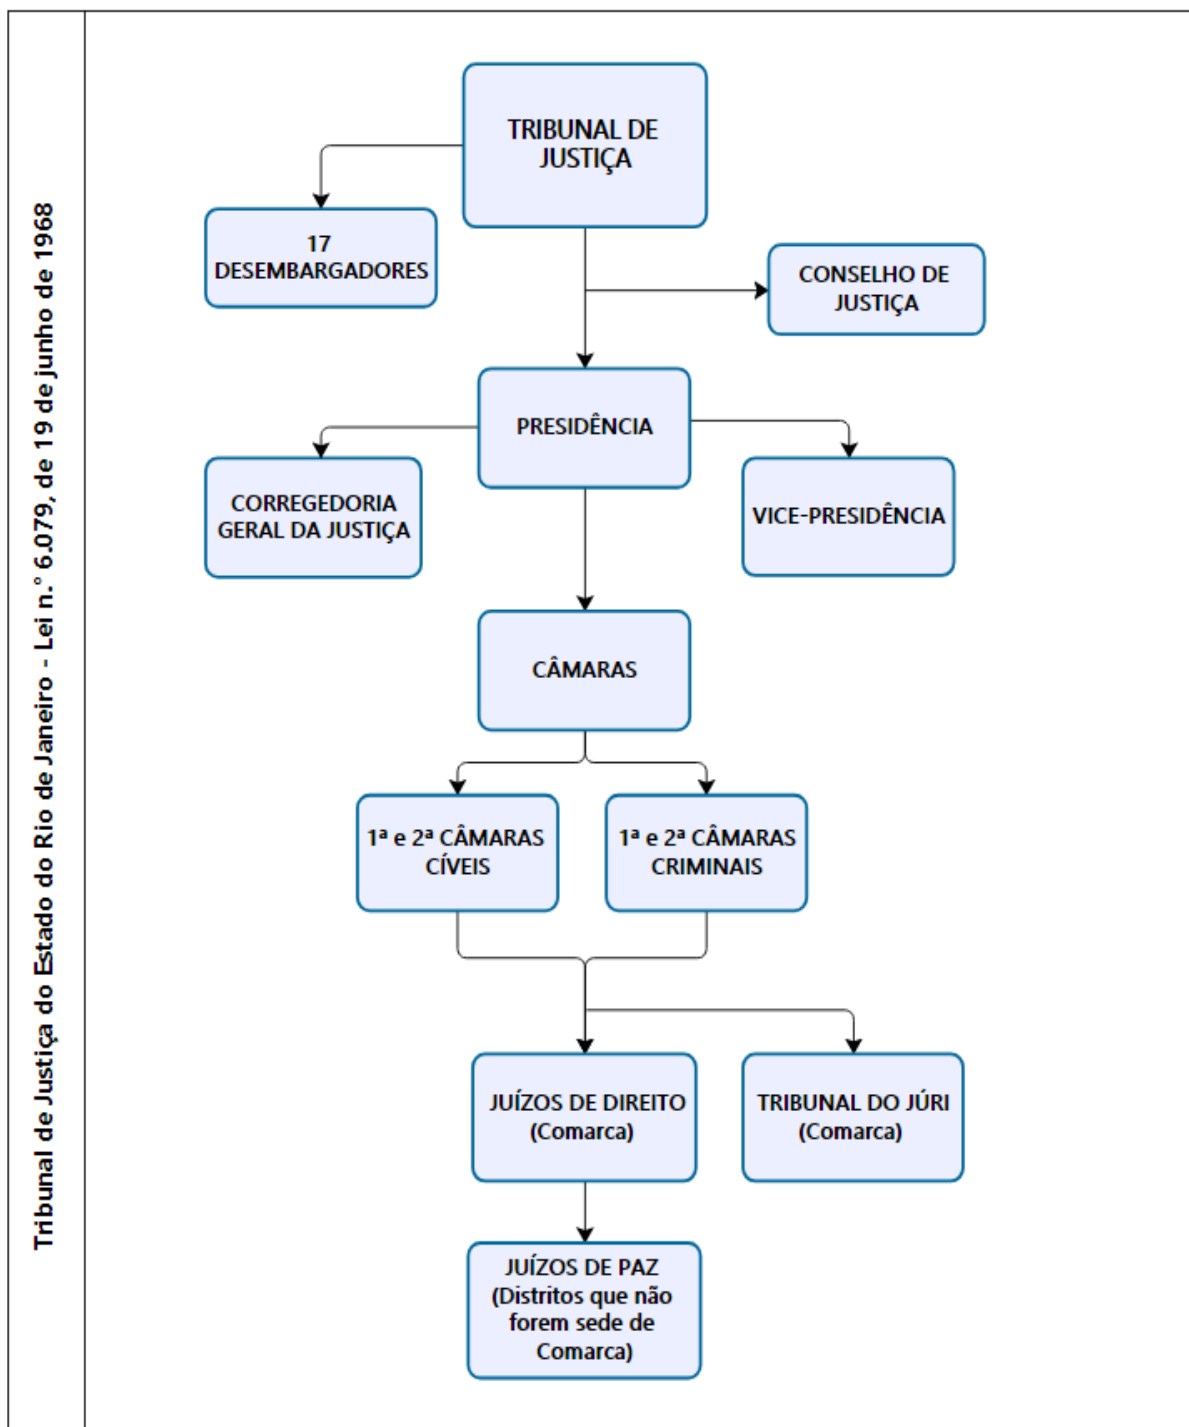 Tribunal de Justiça do Estado do Rio de Janeiro - Lei n.° 6.079, de 19 de junho de 1968
TRIBUNAL DE
JUSTIÇA
17
DESEMBARGADORES
CONSELHO DE
JUSTIÇA
PRESIDÊNCIA
CORREGEDORIA
GERAL DA JUSTIÇA
VICE-PRESIDÊNCIA
CÂMARAS
1ª e 2ª CÂMARAS
CÍVEIS
1ª e 2ª CÂMARAS
CRIMINAIS
JUÍZOS DE DIREITO
(Comarca)
TRIBUNAL DO JÚRI
(Comarca)
JUÍZOS DE PAZ
(Distritos que não
forem sede de
Comarca)